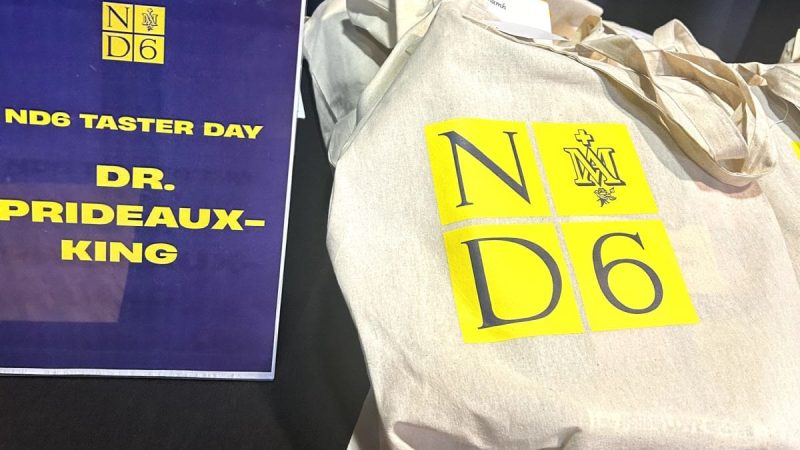 N
D6
ND6 TASTER DAY
DR.
PRIDEAUX-
KING
N
D6